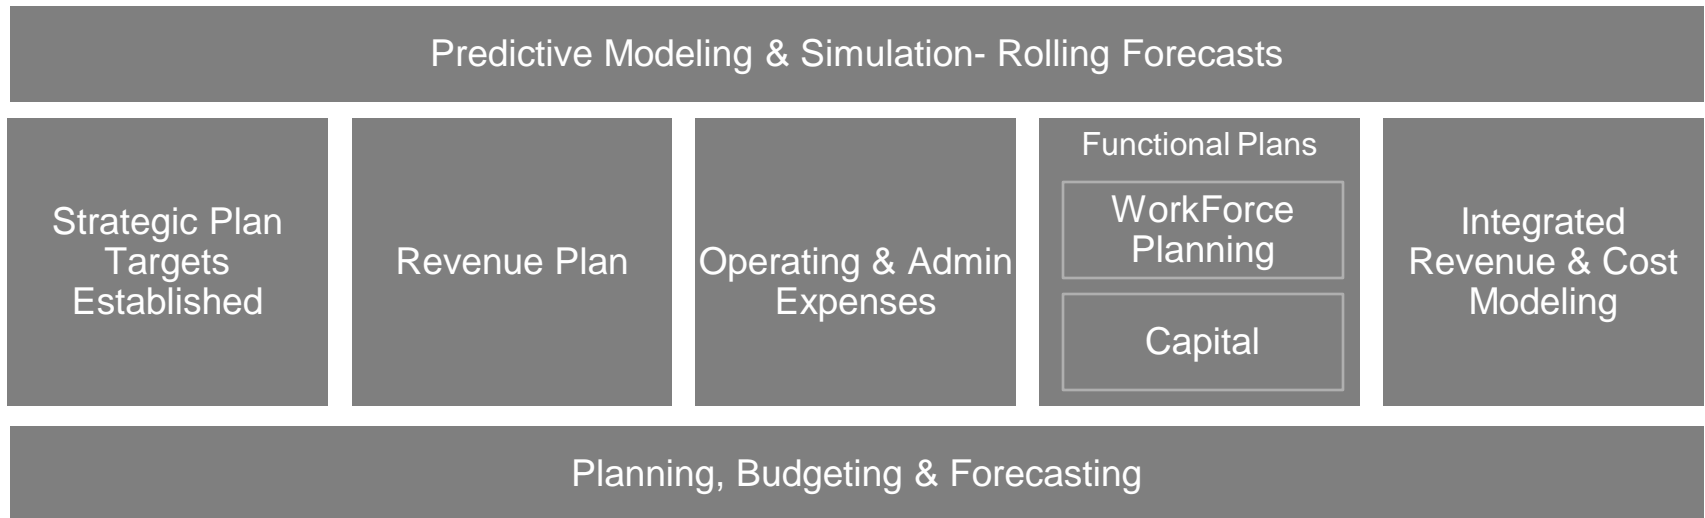 Predictive Modeling & Simulation- Rolling Forecasts
Strategic Plan
Targets
Established
Revenue Plan
Operating & Admin
Expenses
Functional Plans
WorkForce
Planning
Capital
Integrated
Revenue & Cost
Modeling
Planning, Budgeting & Forecasting